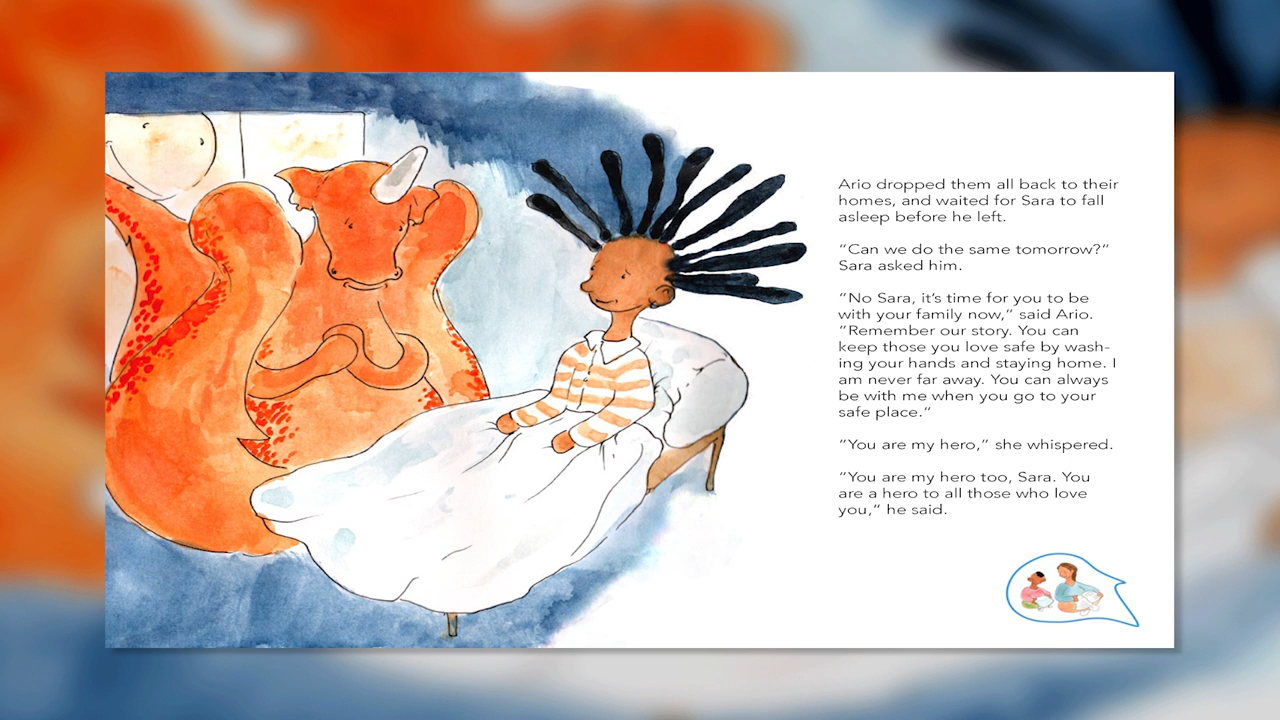 Ario dropped them all back to their
homes, and waited for Sara to fall
asleep before he left.
“Can we do the same tomorrow?”
Sara asked him.
“No Sara, it’s time for you to be
with your family now,” said Ario.
“Remember our story. You can
keep those you love safe by wash-
ing your hands and staying home. I
am never far away. You can always
be with me when you go to your
safe place.”
“You are my hero,” she whispered.
“You are my hero too, Sara. You
are a hero to all those who love
you,” he said.